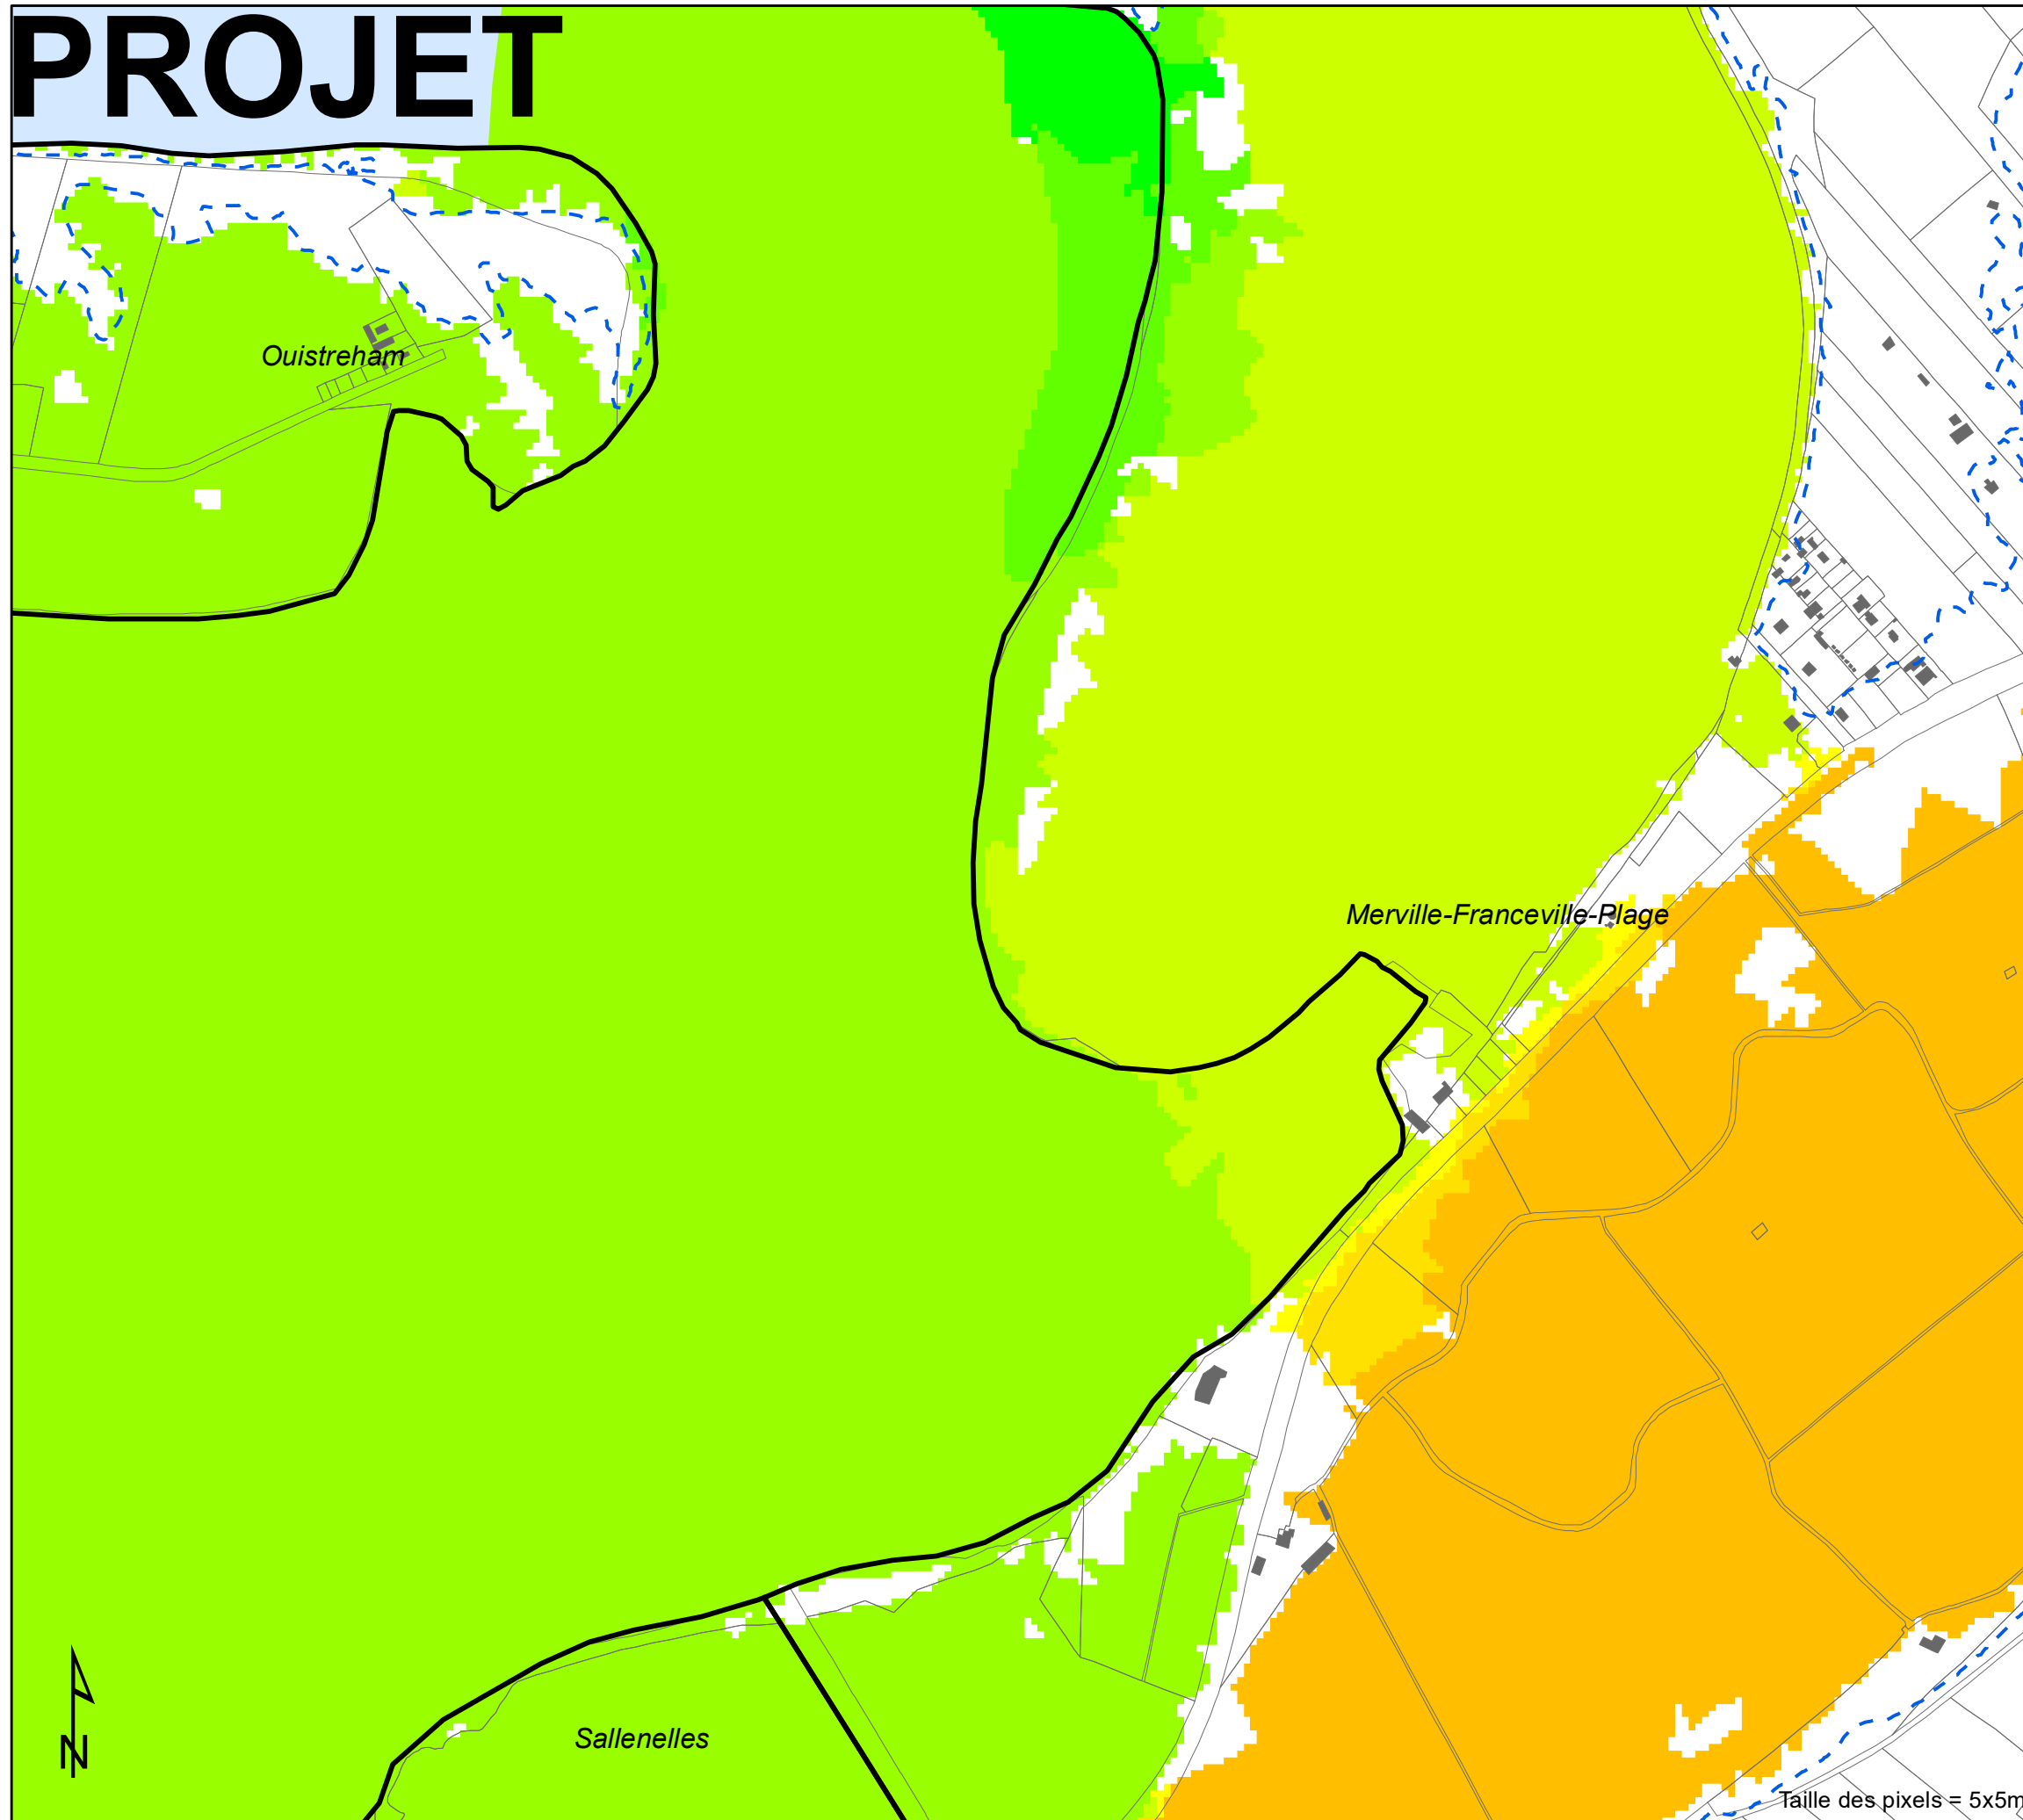 PROJET
Ouistreham
Merville-Franceville-Plage
Sallenelles
N
Taille des pixels = 5x5m